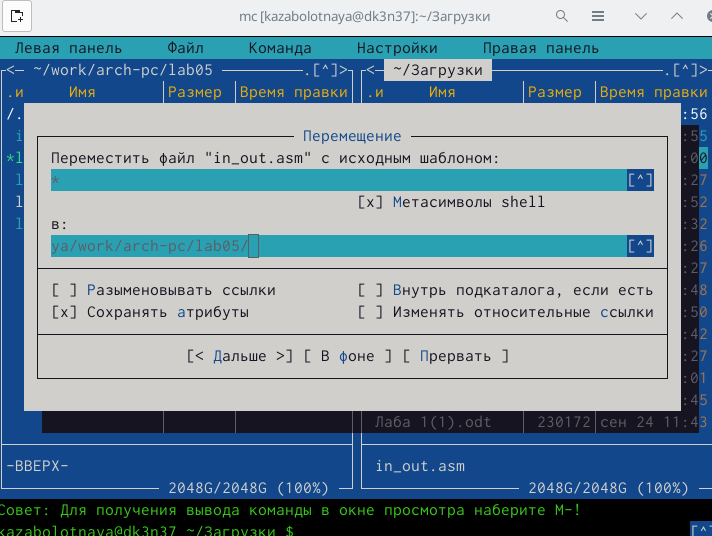 mc [kazabolotnaya@dk3n37]:~/Загрузки
Левая панель Файл Команда Настройки Правая панель
<— ~/work/arch-pc/lab05 .[^]> <— ~/Загрузки .[^]>
.и Имя Размер Время правки .и Имя Размер Время правки
/. :56
i Перемещение :55
*l Переместить файл "in_out.asm" с исходным шаблоном: :00
l * [^] :27
l [x] Метасимволы shell :52
l в: :32
ya/work/arch-pc/lab05/ [^] :26
:27
[ ] Разыменовывать ссылки [ ] Внутрь подкаталога, если есть :48
[x] Сохранять атрибуты [ ] Изменять относительные ссылки :50
:42
[< Дальше >] [ В фоне ] [ Прервать ] :27
:01
:45
Лаба 1(1).odt 230172 сен 24 11:43
-ВВЕРХ- in_out.asm
2048G/2048G (100%) 2048G/2048G (100%)
Совет: Для получения вывода команды в окне просмотра наберите M-!
kazabolotnaya@dk3n37 ~/Загрузки $ [^]